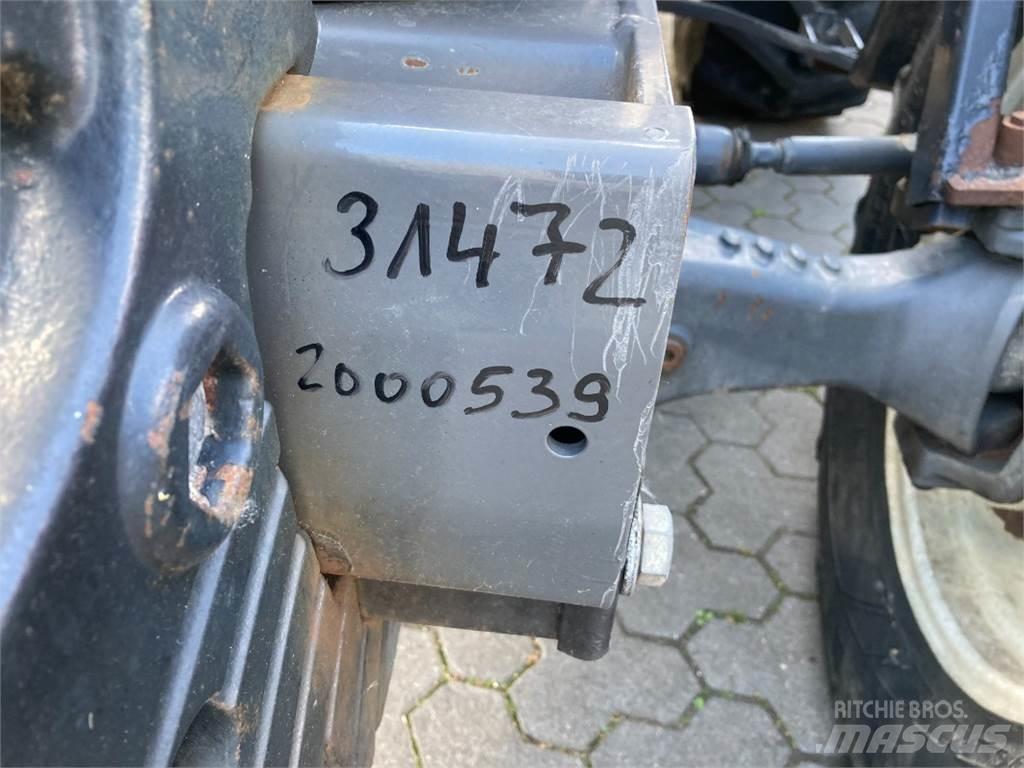 31472
2000539
RITCHIE BROS.
MASCUS